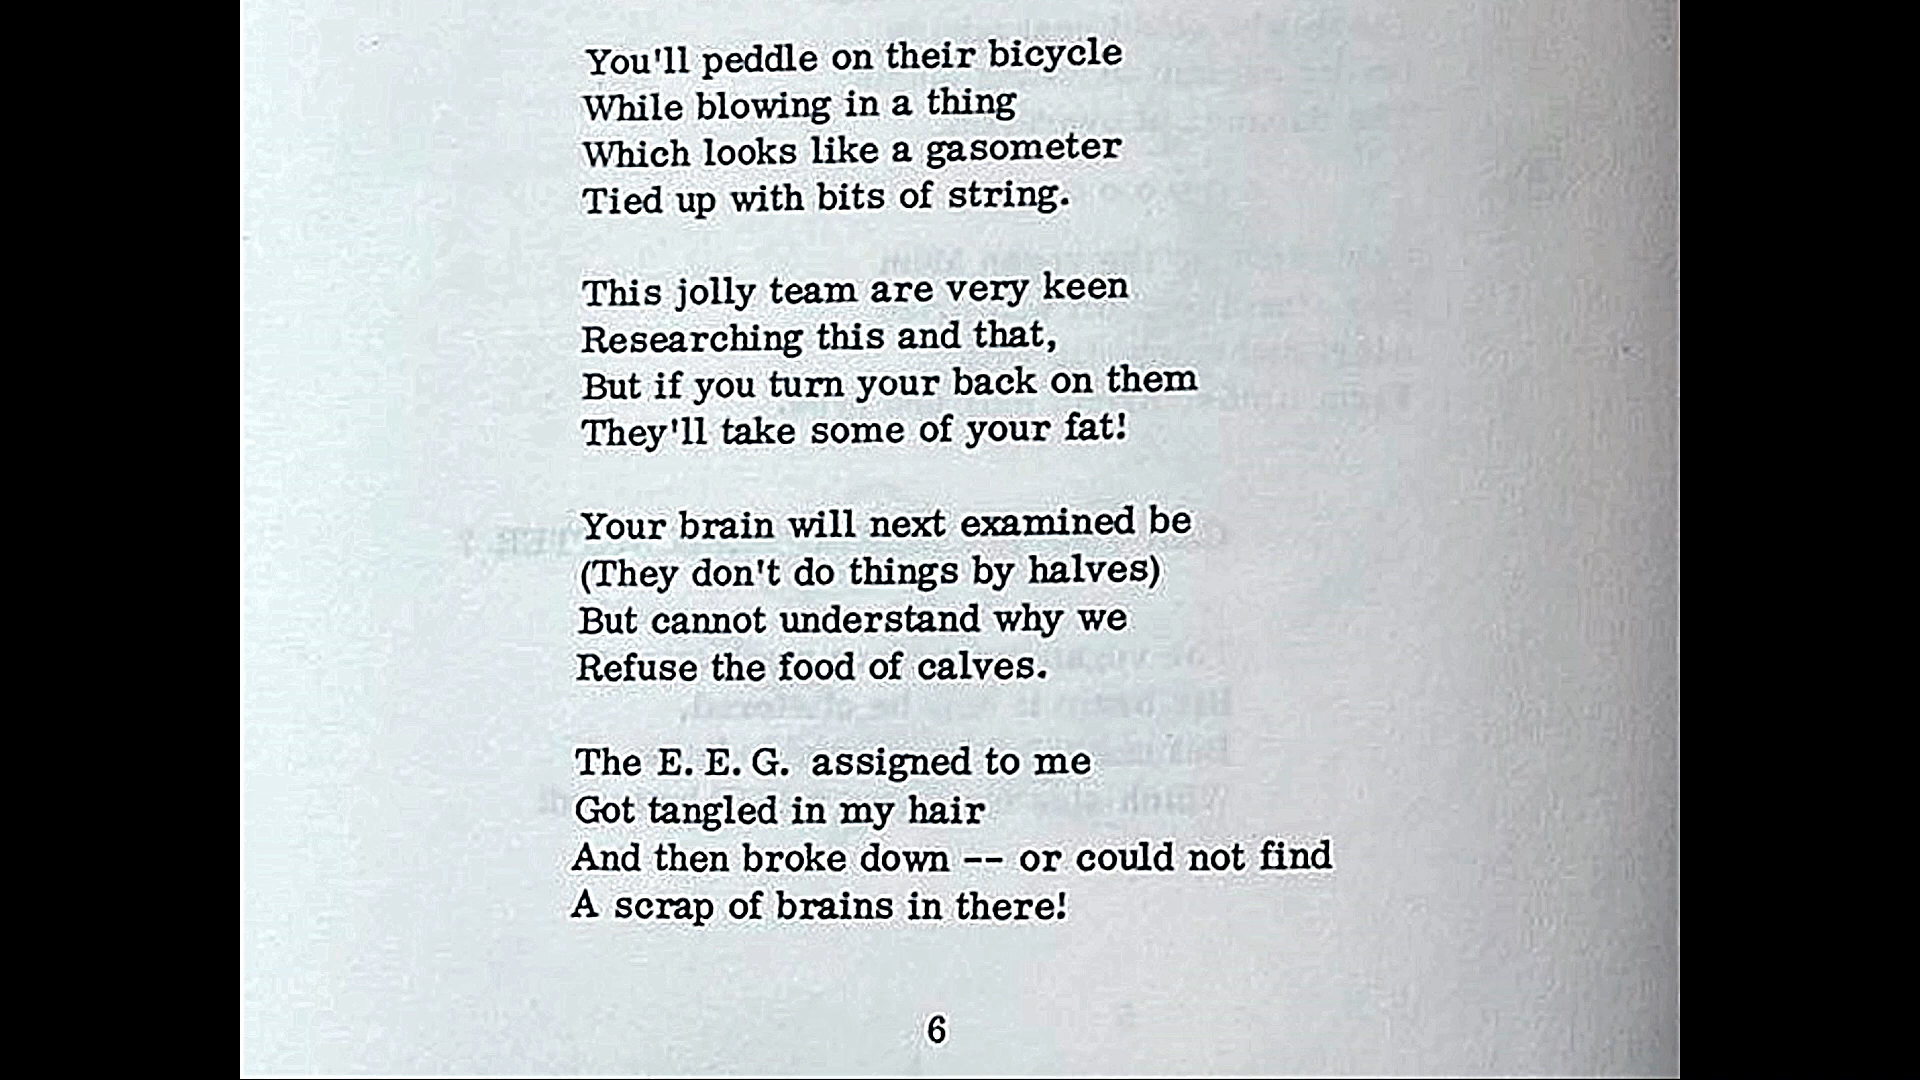 You'll peddle on their bicycle
While blowing in a thing
Which looks like a gasometer
Tied up with bits of string.
This jolly team are very keen
Researching this and that,
But if you turn your back on them
They'll take some of your fat!
Your brain will next examined be
(They don't do things by halves)
But cannot understand why we
Refuse the food of calves.
The E. E. G. assigned to me
Got tangled in my hair
And then broke down -- or could not find
A scrap of brains in there!
6